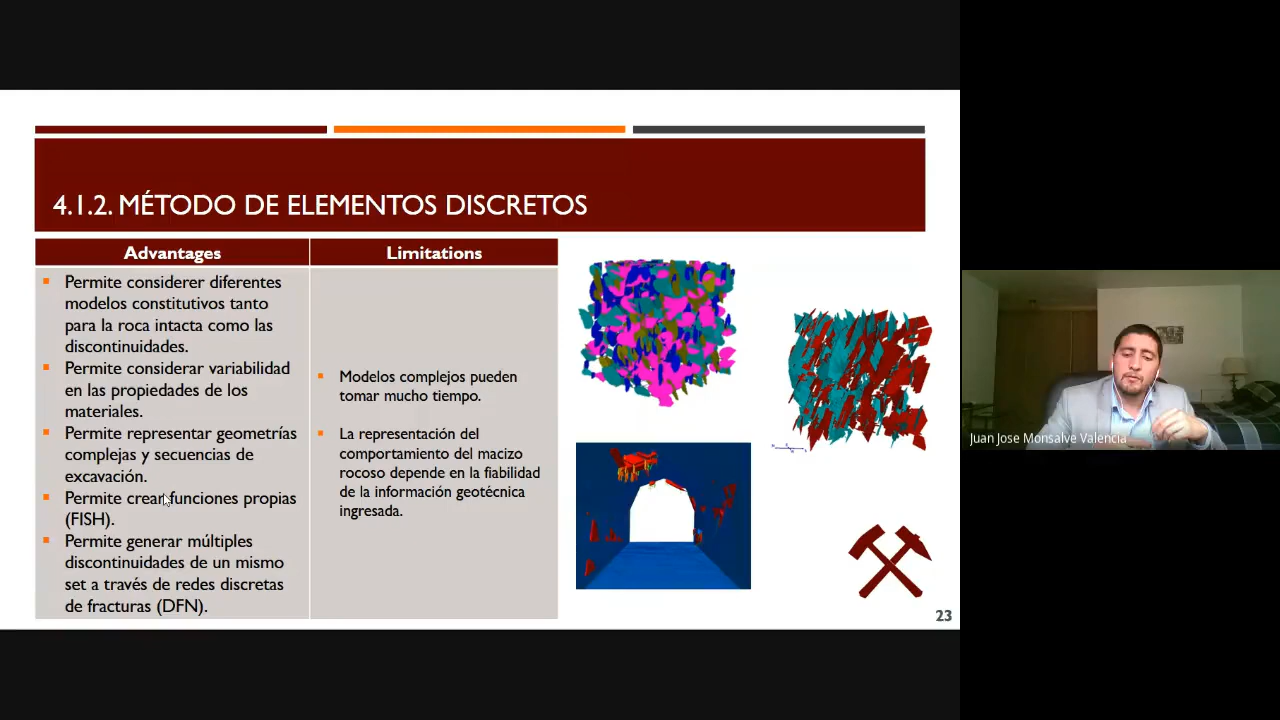 4.1.2. MÉTODO DE ELEMENTOS DISCRETOS
Advantages
Limitations
Permite considerer diferentes
modelos constitutivos tanto
para la roca intacta como las
discontinuidades.
Permite considerar variabilidad
en las propiedades de los
materiales.
Permite representar geometrías
complejas y secuencias de
excavación.
Permite crear funciones propias
(FISH).
Permite generar múltiples
discontinuidades de un mismo
set a través de redes discretas
de fracturas (DFN).
Modelos complejos pueden
tomar mucho tiempo.
La representación del
comportamiento del macizo
rocoso depende en la fiabilidad
de la información geotécnica
ingresada.
23
Juan Jose Monsalve Valencia